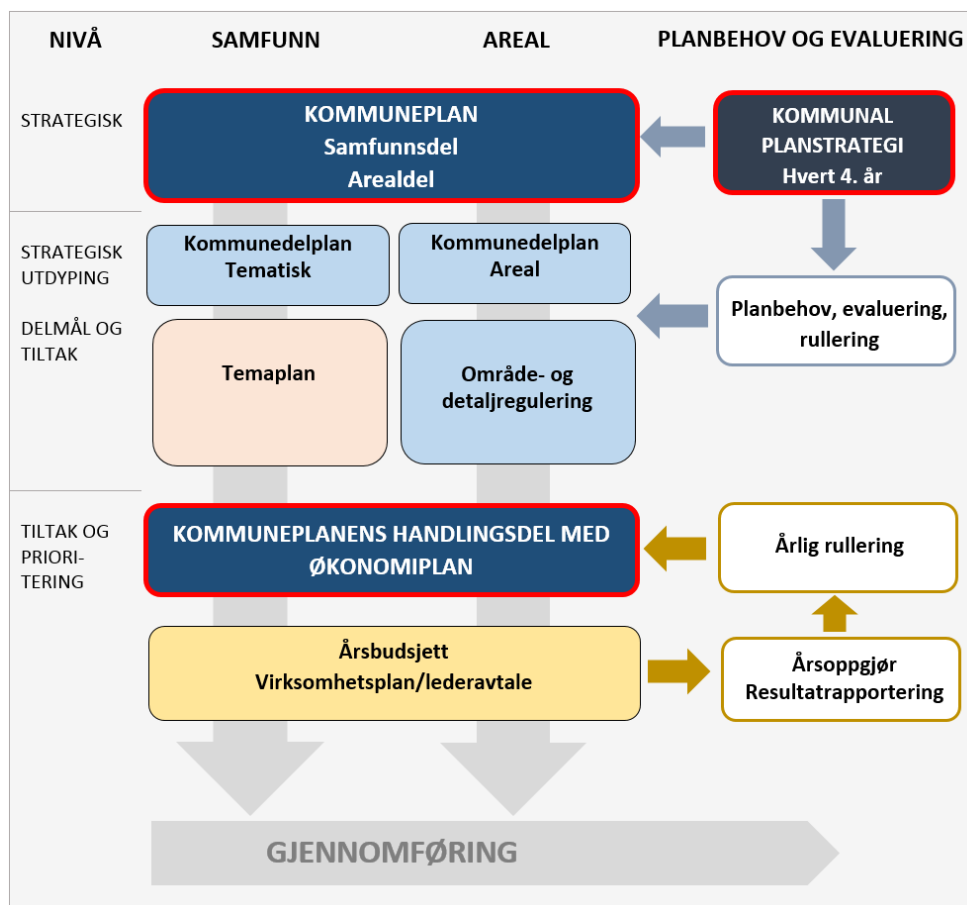 NIVÅ
SAMFUNN
AREAL
PLANBEHOV OG EVALUERING
STRATEGISK
KOMMUNEPLAN
Samfunnsdel
Arealdel
KOMMUNAL
PLANSTRATEGI
Hvert 4. år
STRATEGISK
UTDYPING
Kommunedelplan
Tematisk
Kommunedelplan
Areal
Planbehov, evaluering,
rullering
DELMÅL OG
TILTAK
Temaplan
Område- og
detaljregulering
TILTAK OG
PRIORI-
TERING
KOMMUNEPLANENS HANDLINGSDEL MED
ØKONOMIPLAN
Årlig rullering
Årsbudsjett
Virksomhetsplan/lederavtale
Årsoppgjør
Resultatrapportering
GJENNOMFØRING